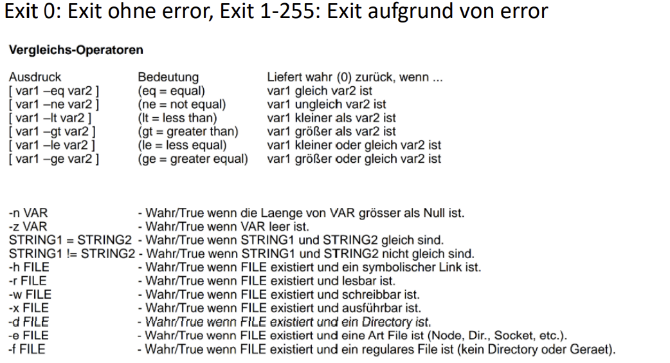 Exit 0: Exit ohne error, Exit 1-255: Exit aufgrund von error
Vergleichs-Operatoren
Ausdruck Bedeutung Liefert wahr (0) zurück, wenn ...
[ var1 –eq var2 ] (eq = equal) var1 gleich var2 ist
[ var1 –ne var2 ] (ne = not equal) var1 ungleich var2 ist
[ var1 –lt var2 ] (lt = less than) var1 kleiner als var2 ist
[ var1 –gt var2 ] (gt = greater than) var1 größer als var2 ist
[ var1 –le var2 ] (le = less equal) var1 kleiner oder gleich var2 ist
[ var1 –ge var2 ] (ge = greater equal) var1 größer oder gleich var2 ist
-n VAR - Wahr/True wenn die Laenge von VAR grösser als Null ist.
-z VAR - Wahr/True wenn VAR leer ist.
STRING1 = STRING2 - Wahr/True wenn STRING1 und STRING2 gleich sind.
STRING1 != STRING2 - Wahr/True wenn STRING1 und STRING2 nicht gleich sind.
-h FILE - Wahr/True wenn FILE existiert und ein symbolischer Link ist.
-r FILE - Wahr/True wenn FILE existiert und lesbar ist.
-w FILE - Wahr/True wenn FILE existiert und schreibbar ist.
-x FILE - Wahr/True wenn FILE existiert und ausführbar ist.
-d FILE - Wahr/True wenn FILE existiert und ein Directory ist.
-e FILE - Wahr/True wenn FILE existiert und eine Art File ist (Node, Dir., Socket, etc.).
-f FILE - Wahr/True wenn FILE existiert und ein regulares File ist (kein Directory oder Geraet).